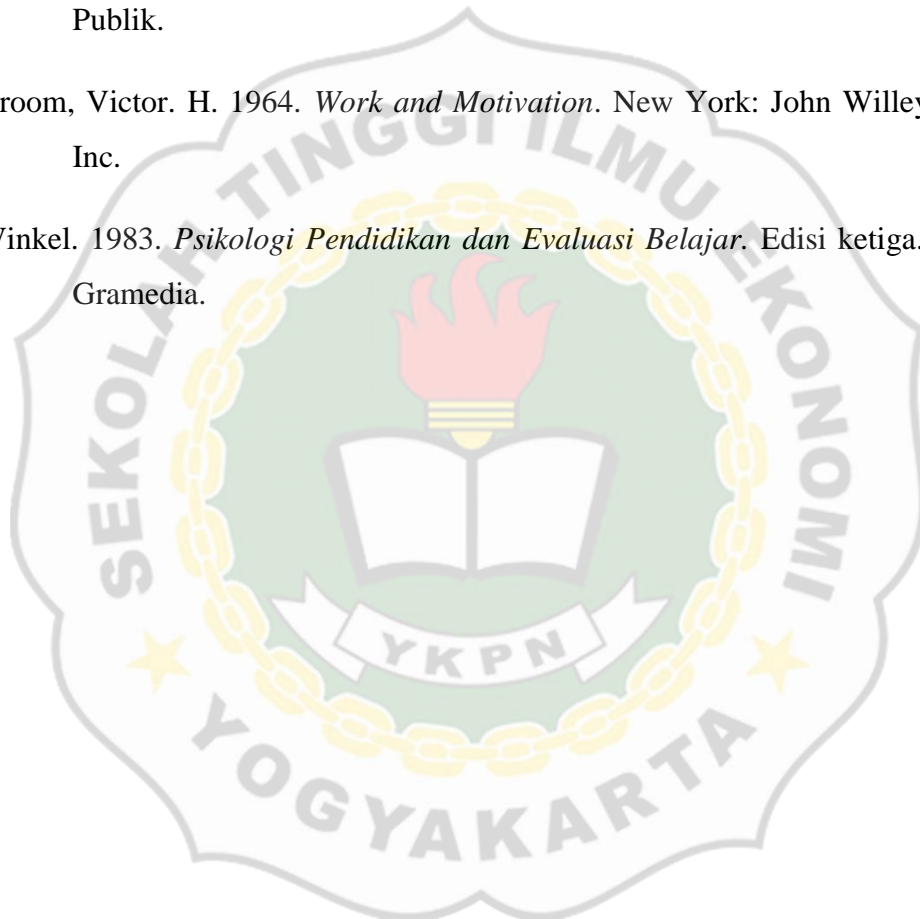 Publik.
room, Victor. H. 1964. Work and Motivation. New York: John Willey
Inc.
Winkel. 1983. Psikologi Pendidikan dan Evaluasi Belajar. Edisi ketiga.
Gramedia.
SEKOLAH TINGGI ILMU EKONOMI
YKPN
YOGYAKARTA